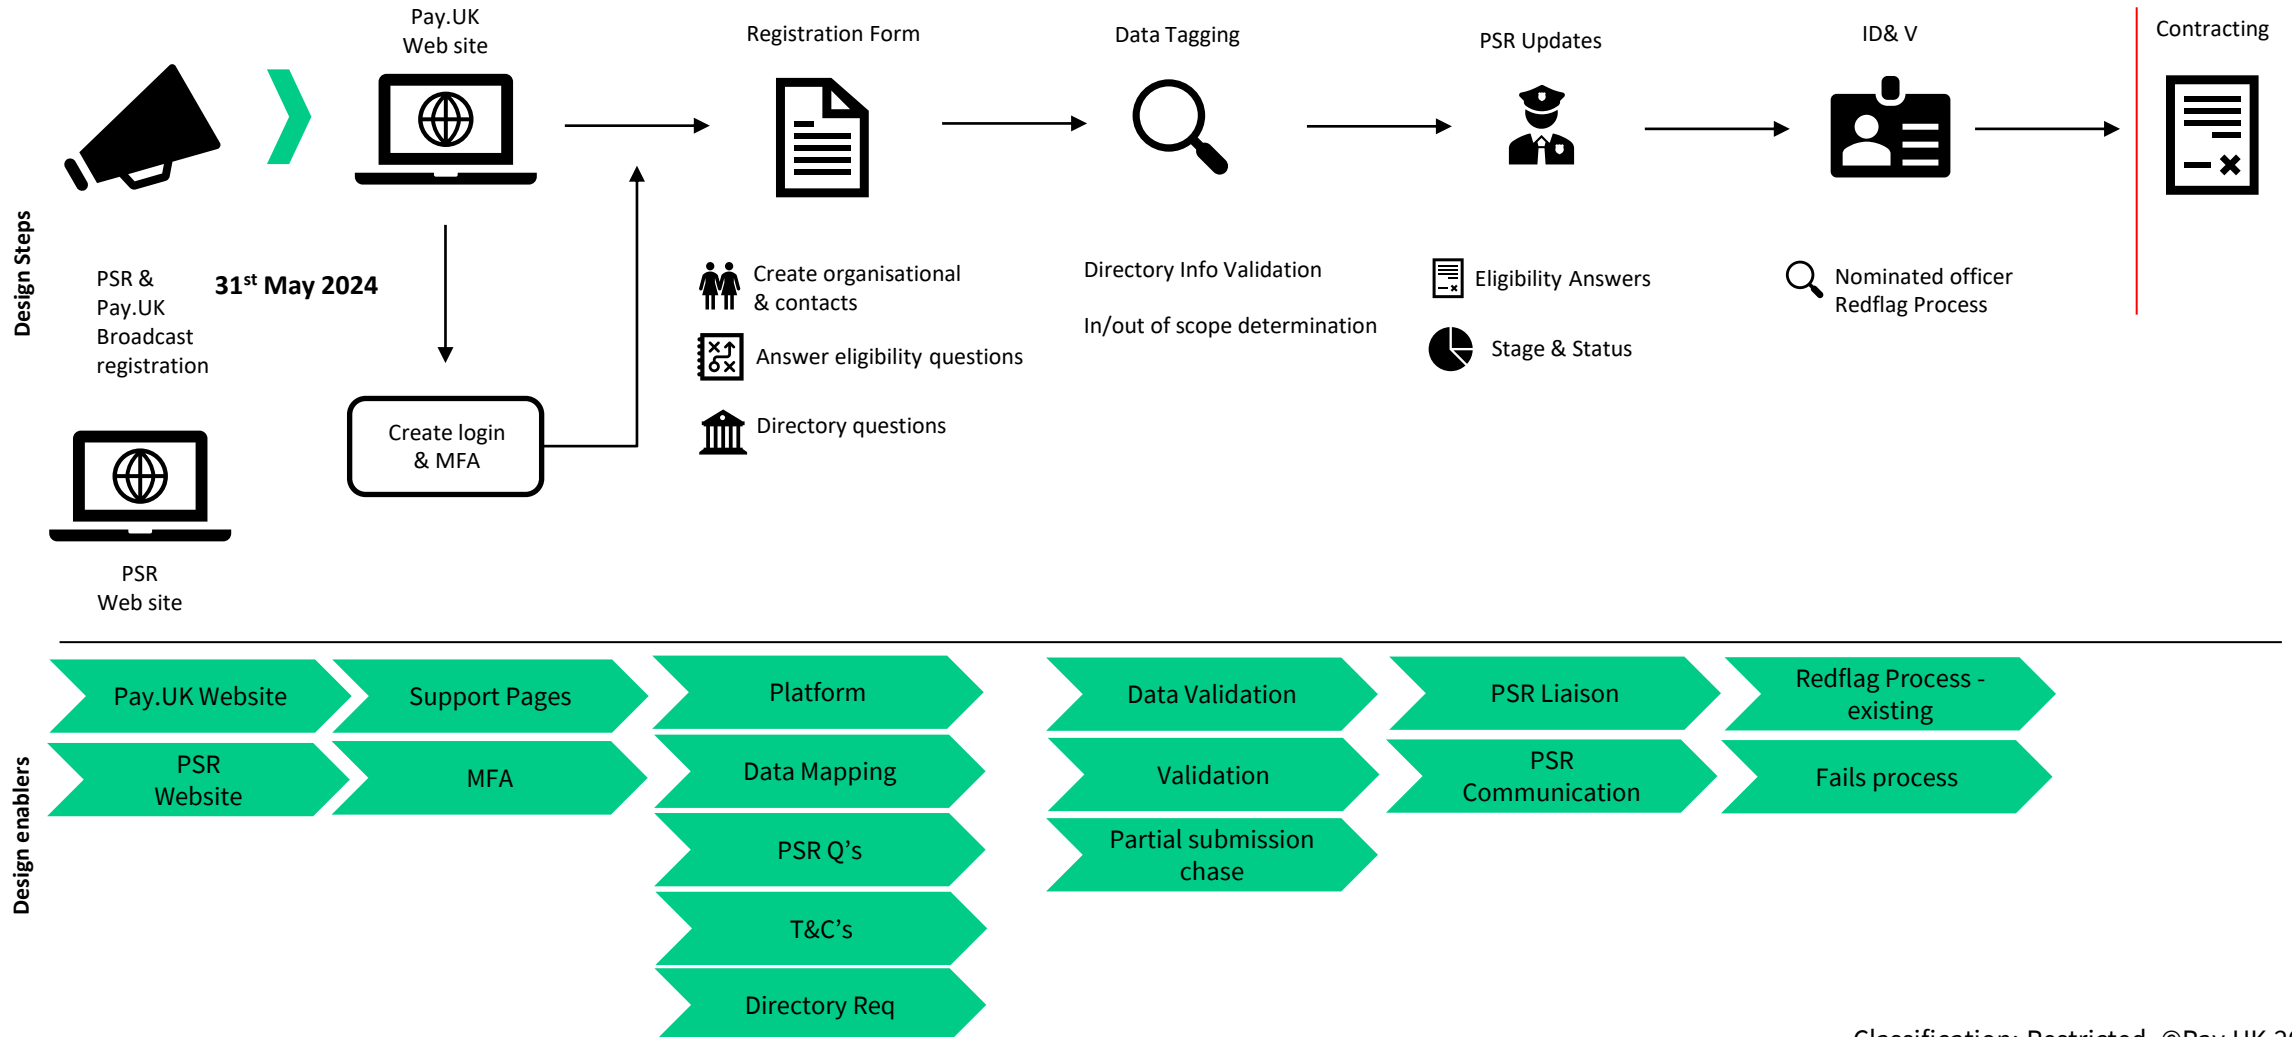 Pay.UK
Web site
Registration Form
Data Tagging
PSR Updates
ID& V
Contracting
Design Steps
PSR &
Pay.UK
Broadcast
registration
31st May 2024
Create login
& MFA
PSR
Web site
Create organisational
& contacts
Answer eligibility questions
Directory questions
Directory Info Validation
In/out of scope determination
Eligibility Answers
Stage & Status
Nominated officer
Redflag Process
Design enablers
Pay.UK Website
PSR
Website
Support Pages
MFA
Platform
Data Mapping
PSR Q’s
T&C’s
Directory Req
Data Validation
Validation
Partial submission
chase
PSR Liaison
PSR
Communication
Redflag Process -
existing
Fails process
Classification: Restricted ©Pay.UK